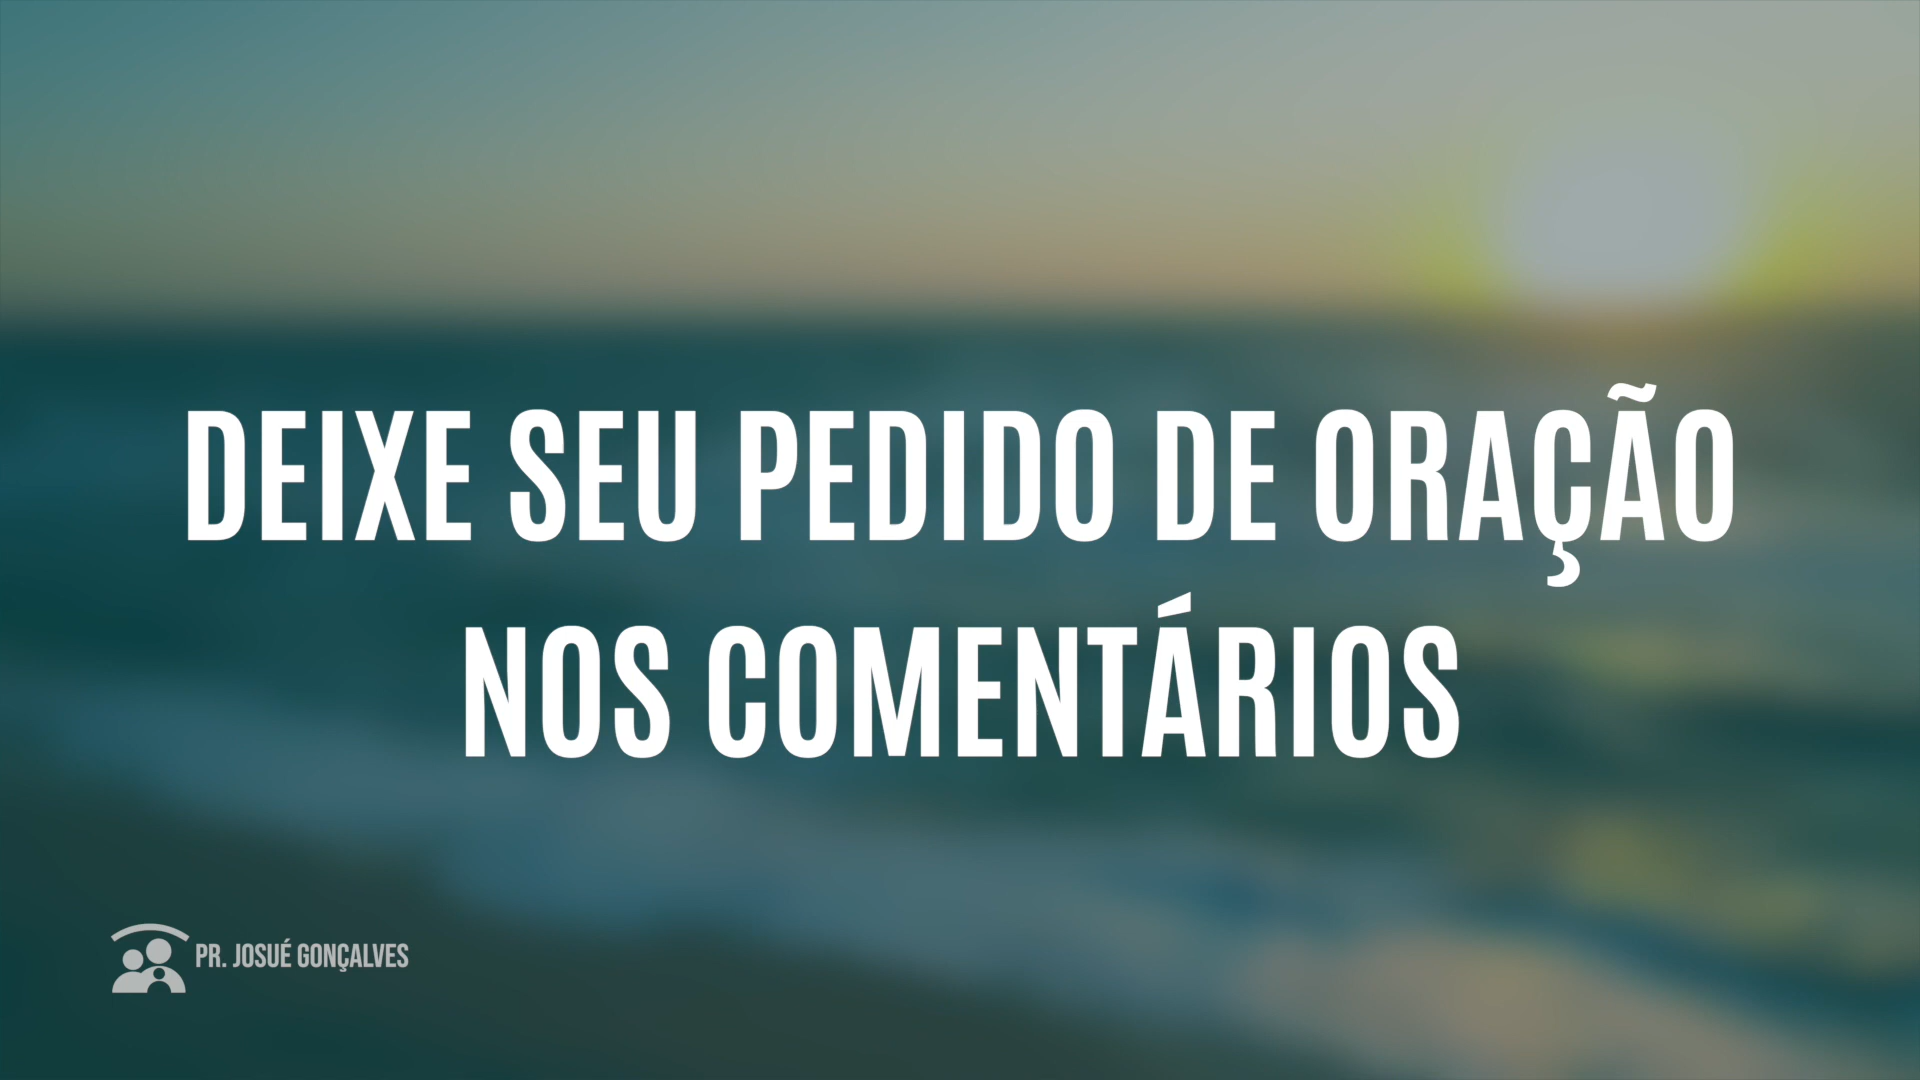 DEIXE SEU PEDIDO DE ORAÇÃO
NOS COMENTÁRIOS
PR. JOSUÉ GONÇALVES